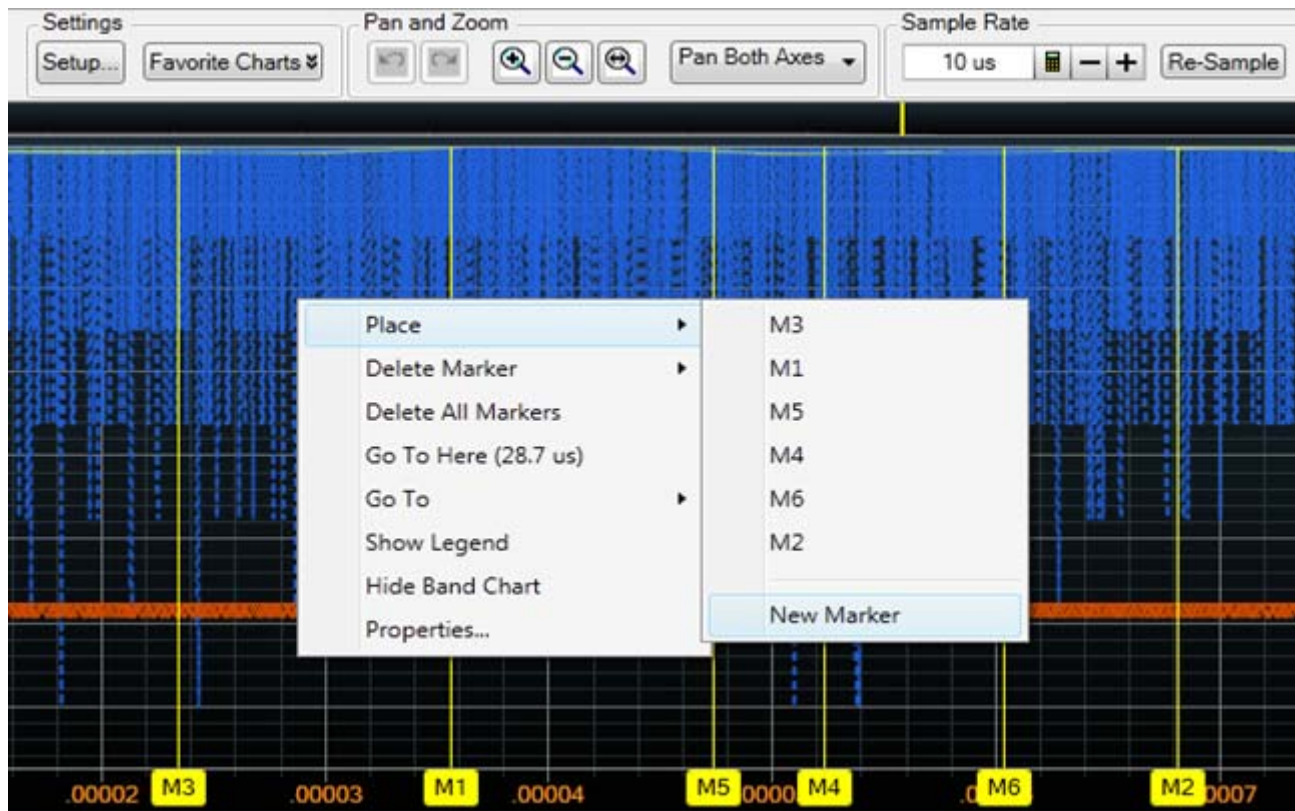 Settings
Pan and Zoom
Sample Rate
Setup...
Favorite Charts
Pan Both Axes
10 us
Re-Sample
Place
Delete Marker
Delete All Markers
Go To Here (28.7 us)
Go To
Show Legend
Hide Band Chart
Properties...
M3
M1
M5
M4
M6
M2
New Marker
.00002 M3 .00003 M1 .00004 M5 M4 M6 M2